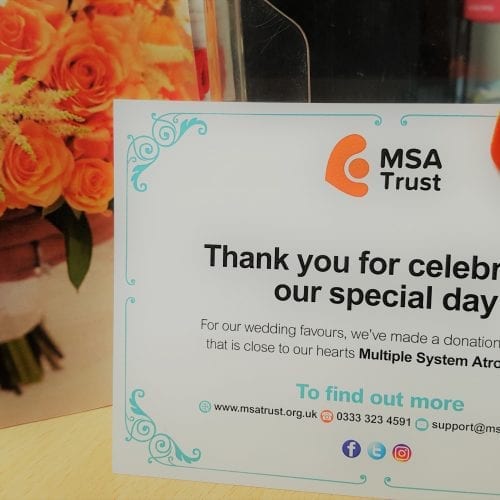 MSA
Trust
Thank you for celebr
our special day
For our wedding favours, we've made a donation
that is close to our hearts Multiple System Atro
To find out more
www.msatrust.org.uk 0333 323 4591 support@ms